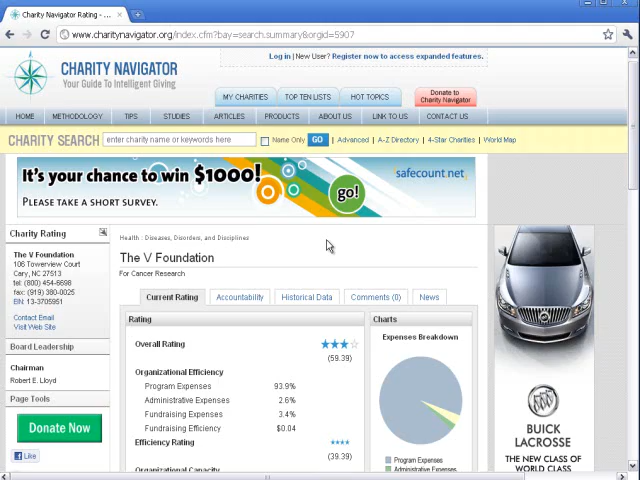 Charity Navigator Rating - ...
www.charitynavigator.org/index.cfm?bay=search.summary&orgid=5907
Log in | New User? Register now to access expanded features.
CHARITY NAVIGATOR
Your Guide To Intelligent Giving
MY CHARITIES
TOP TEN LISTS
HOT TOPICS
Donate to
Charity Navigator
HOME
METHODOLOGY
TIPS
STUDIES
ARTICLES
PRODUCTS
ABOUT US
LINK TO US
CONTACT US
CHARITY SEARCH
enter charity name or keywords here
Name Only
GO
| Advanced | A-Z Directory | 4-Star Charities | World Map
It's your chance to win $1000!
PLEASE TAKE A SHORT SURVEY.
go!
safecount.net
Charity Rating
The V Foundation
106 Towerview Court
Cary, NC 27513
tel: (800) 454-6698
fax: (919) 380-0025
EIN: 13-3705951
Contact Email
Visit Web Site
Board Leadership
Chairman
Robert E. Lloyd
Page Tools
Donate Now
Like
Health : Diseases, Disorders, and Disciplines
The V Foundation
For Cancer Research
Current Rating
Accountability
Historical Data
Comments (0)
News
Rating
Overall Rating
(59.39)
Organizational Efficiency
Program Expenses 93.9%
Administrative Expenses 2.6%
Fundraising Expenses 3.4%
Fundraising Efficiency $0.04
Efficiency Rating
(39.39)
Organizational Capacity
Charts
Expenses Breakdown
Program Expenses
Administrative Expenses
BUICK
LACROSSE
THE NEW CLASS OF
WORLD CLASS